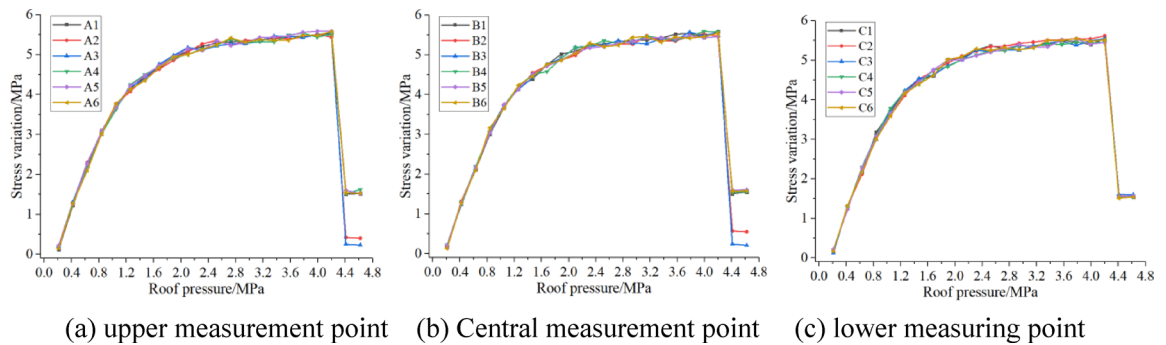 Stress variation/MPa
6
5
4
3
2
1
0
A1
A2
A3
A4
A5
A6
0.0 0.4 0.8 1.2 1.6 2.0 2.4 2.8 3.2 3.6 4.0 4.4 4.8
Roof pressure/MPa
(a) upper measurement point
Stress variation/MPa
6
5
4
3
2
1
0
B1
B2
B3
B4
B5
B6
0.0 0.4 0.8 1.2 1.6 2.0 2.4 2.8 3.2 3.6 4.0 4.4 4.8
Roof pressure/MPa
(b) Central measurement point
Stress variation/MPa
6
5
4
3
2
1
0
C1
C2
C3
C4
C5
C6
0.0 0.4 0.8 1.2 1.6 2.0 2.4 2.8 3.2 3.6 4.0 4.4 4.8
Roof pressure/MPa
(c) lower measuring point